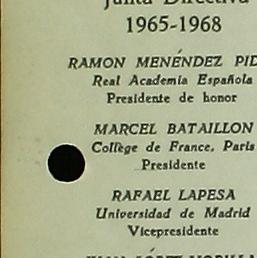 Junta Directiva
1965-1968
RAMON MENÉNDEZ PID
Real Academia Española
Presidente de honor
MARCEL BATAILLON
Collège de France, Paris
Presidente
RAFAEL LAPESA
Universidad de Madrid
Vicepresidente